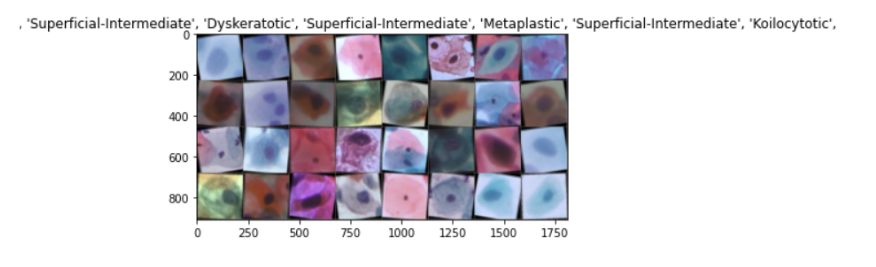 , 'Superficial-Intermediate', 'Dyskeratotic', 'Superficial-Intermediate', 'Metaplastic', 'Superficial-Intermediate', 'Koilocytotic',
0
200
400
600
800
0 250 500 750 1000 1250 1500 1750